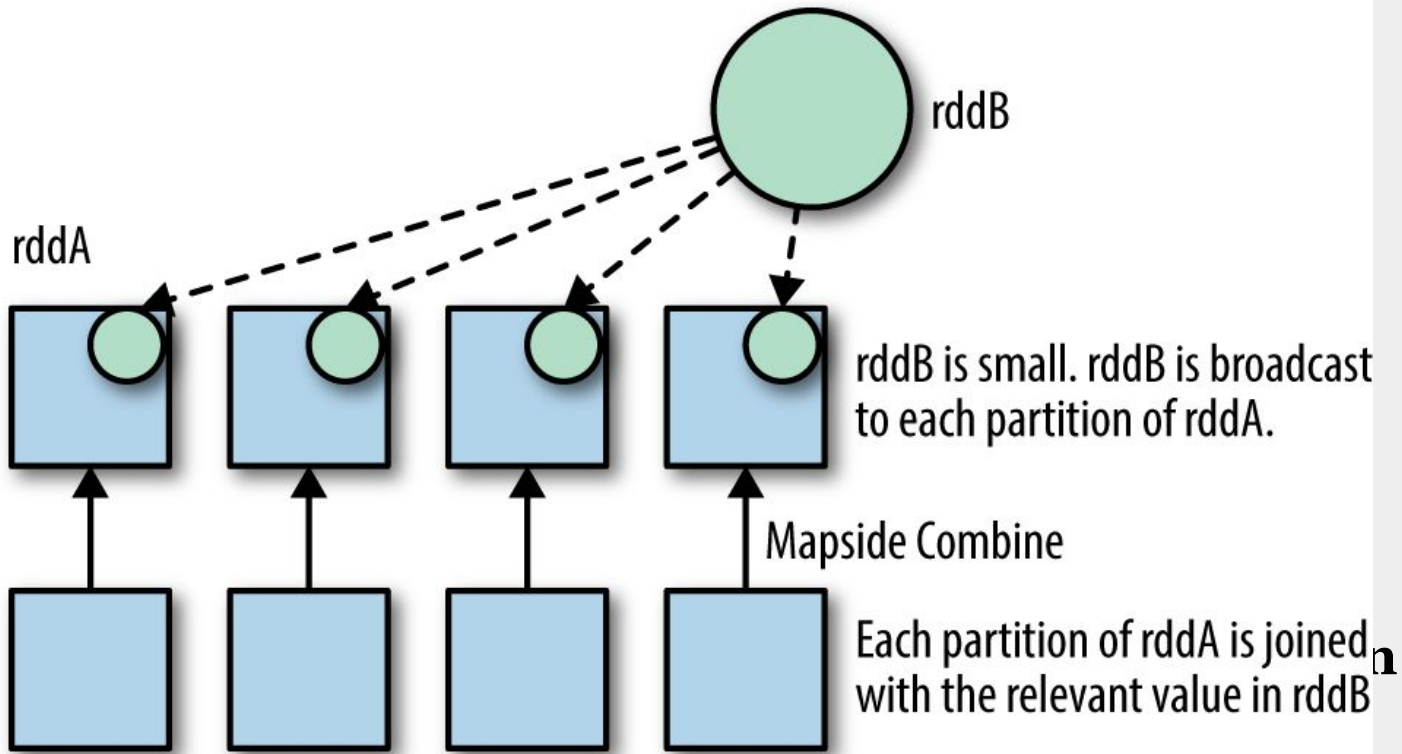 rddB
rddA
rddB is small. rddB is broadcast
to each partition of rddA.
Mapside Combine
Each partition of rddA is joined
with the relevant value in rddB